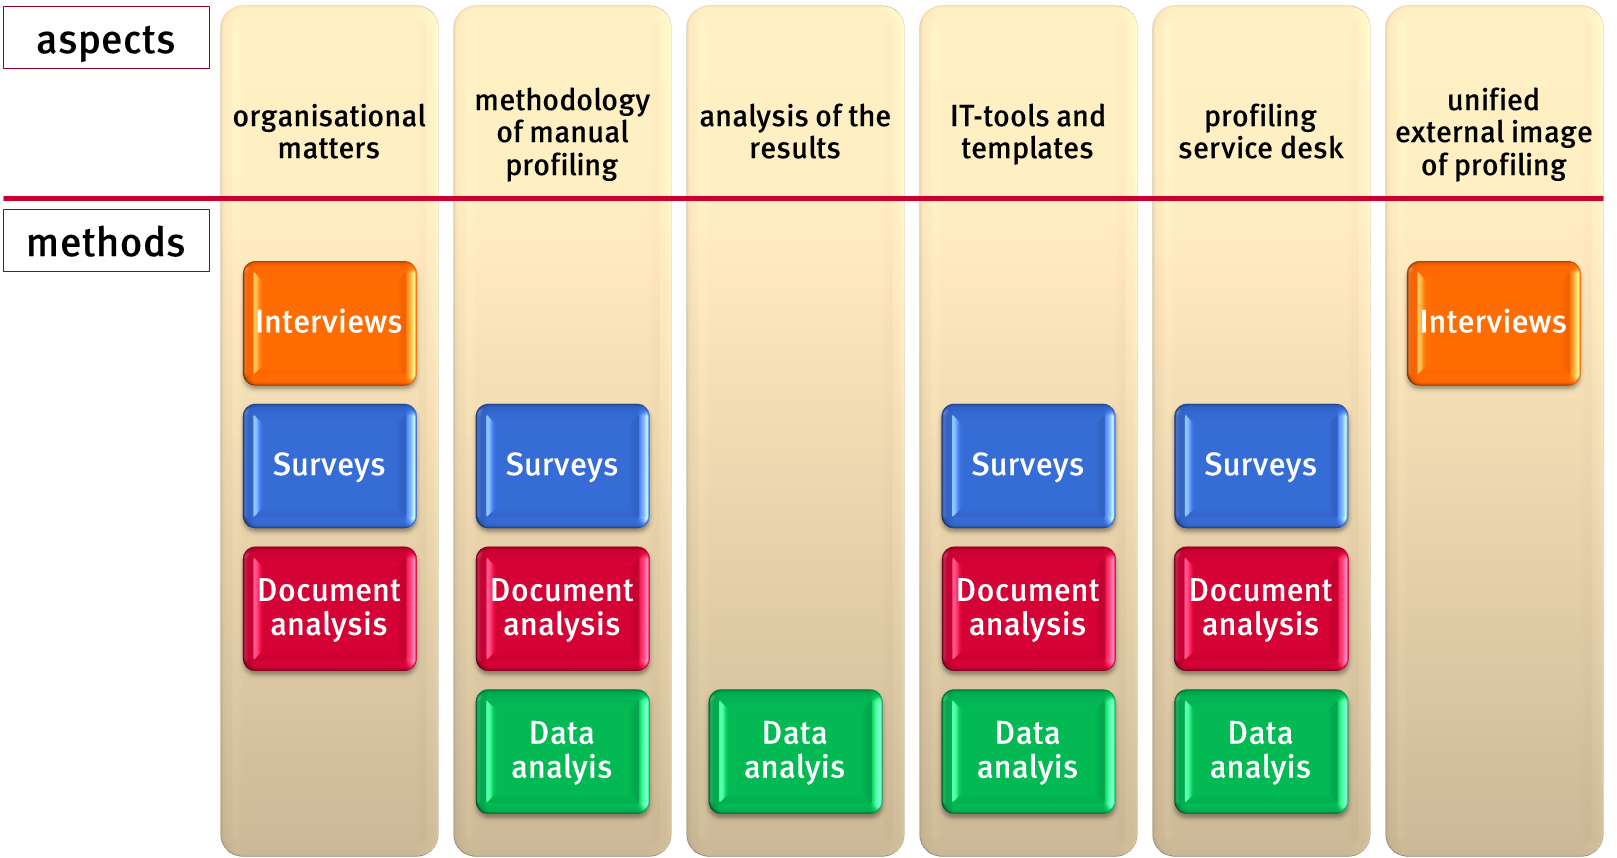 aspects
organisational
matters
methodology
of manual
profiling
analysis of the
results
IT-tools and
templates
profiling
service desk
unified
external image
of profiling
methods
Interviews
Interviews
Surveys
Surveys
Surveys
Surveys
Document
analysis
Document
analysis
Document
analysis
Document
analysis
Data
analyis
Data
analyis
Data
analyis
Data
analyis